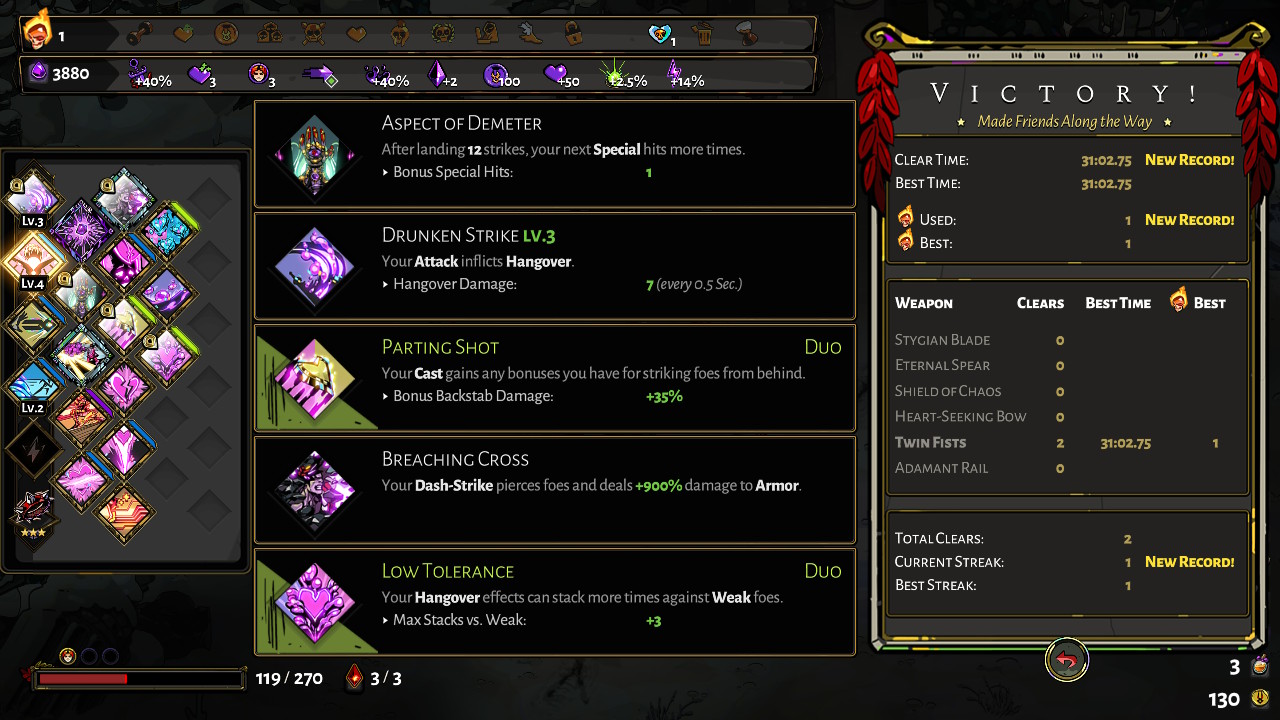 1
1
3880
+40%
3
3
+40%
+2
100
+50
+2.5%
+14%
Lv.3
Lv.4
Lv.2
Aspect of Demeter
After landing 12 strikes, your next Special hits more times.
‣ Bonus Special Hits: 1
Drunken Strike Lv.3
Your Attack inflicts Hangover.
‣ Hangover Damage: 7 (every 0.5 Sec.)
Parting Shot Duo
Your Cast gains any bonuses you have for striking foes from behind.
‣ Bonus Backstab Damage: +35%
Breaching Cross
Your Dash-Strike pierces foes and deals +900% damage to Armor.
Low Tolerance Duo
Your Hangover effects can stack more times against Weak foes.
‣ Max Stacks vs. Weak: +3
119 / 270
3 / 3
Victory!
Made Friends Along the Way
Clear Time: 31:02.75 New Record!
Best Time: 31:02.75
Used: 1 New Record!
Best: 1
Weapon Clears Best Time Best
Stygian Blade 0
Eternal Spear 0
Shield of Chaos 0
Heart-Seeking Bow 0
Twin Fists 2 31:02.75 1
Adamant Rail 0
Total Clears: 2
Current Streak: 1 New Record!
Best Streak: 1
3
130